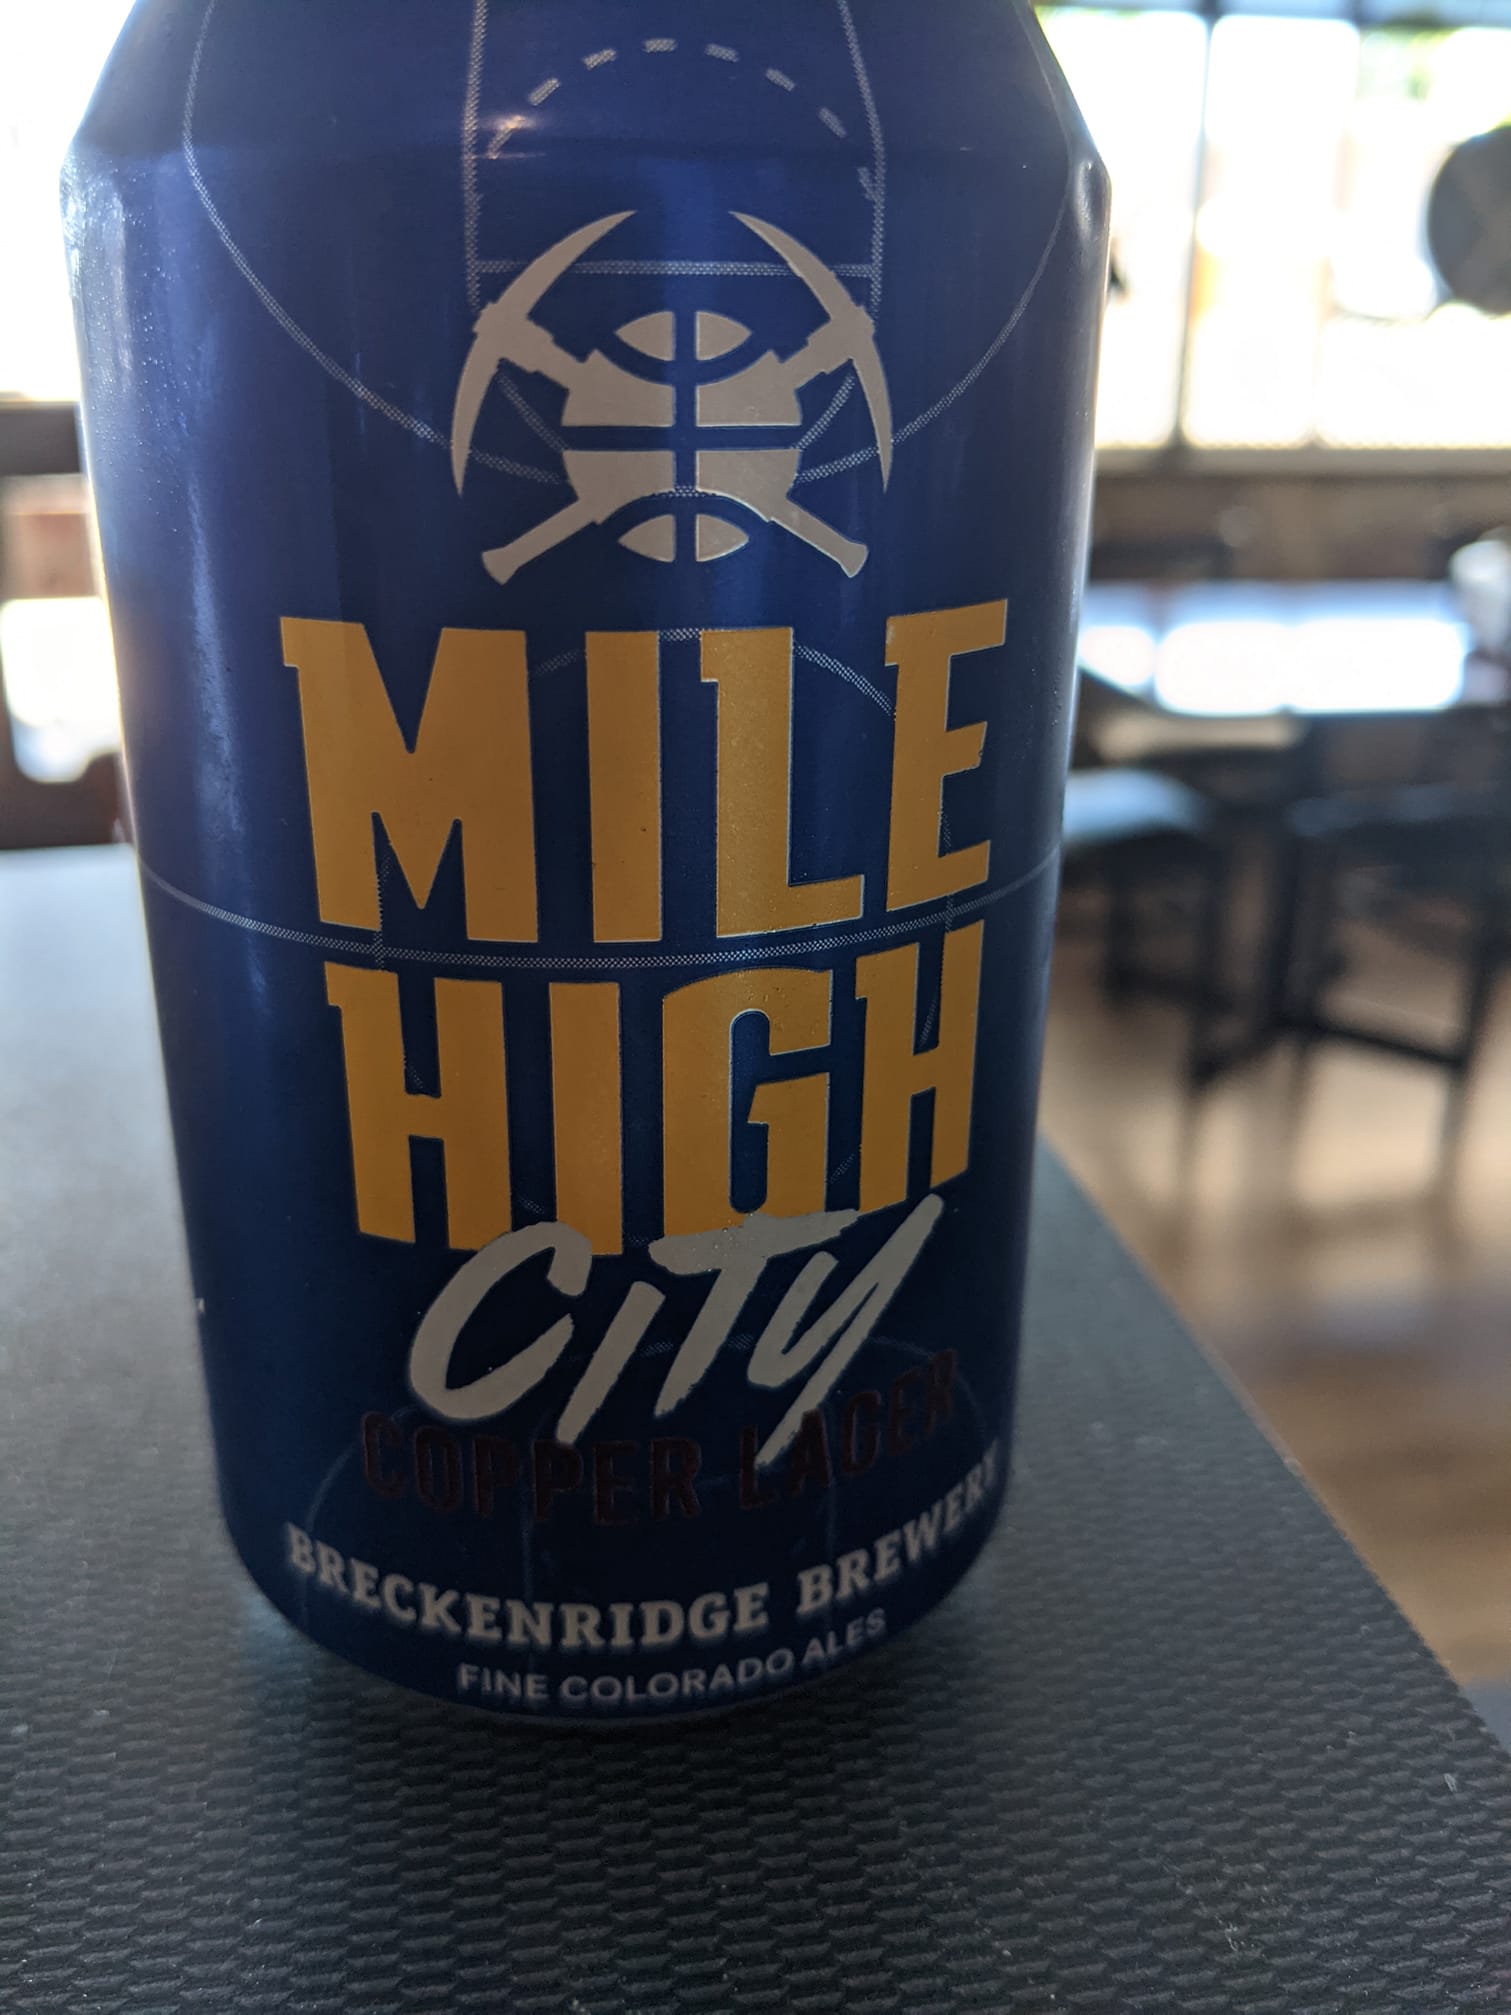 MILE
HIGH
CITY
COPPER LAGER
BRECKENRIDGE BREWERY
FINE COLORADO ALES